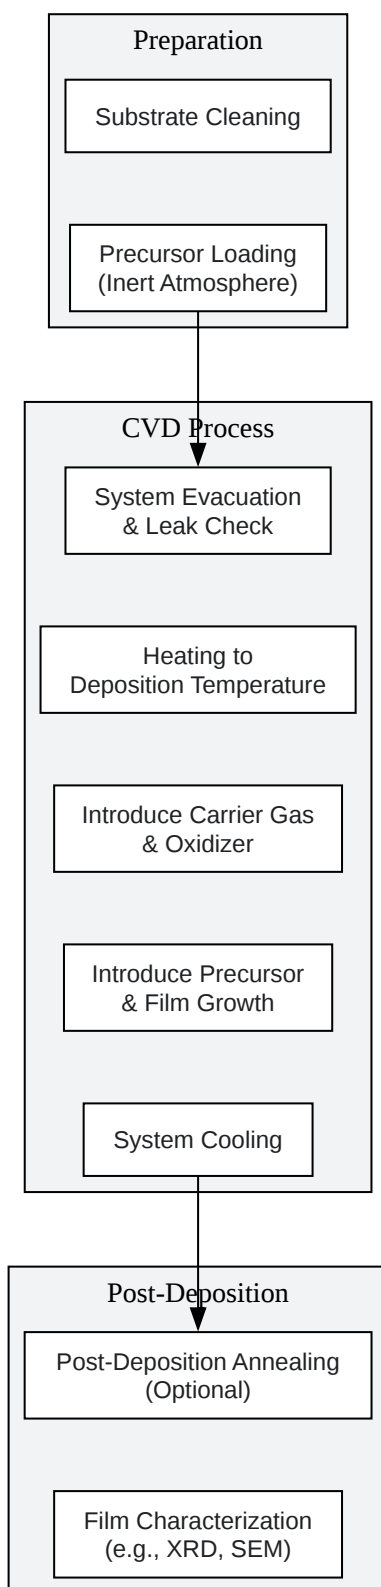 Preparation
Substrate Cleaning
Precursor Loading
(Inert Atmosphere)
CVD Process
System Evacuation
& Leak Check
Heating to
Deposition Temperature
Introduce Carrier Gas
& Oxidizer
Introduce Precursor
& Film Growth
System Cooling
Post-Deposition
Post-Deposition Annealing
(Optional)
Film Characterization
(e.g., XRD, SEM)